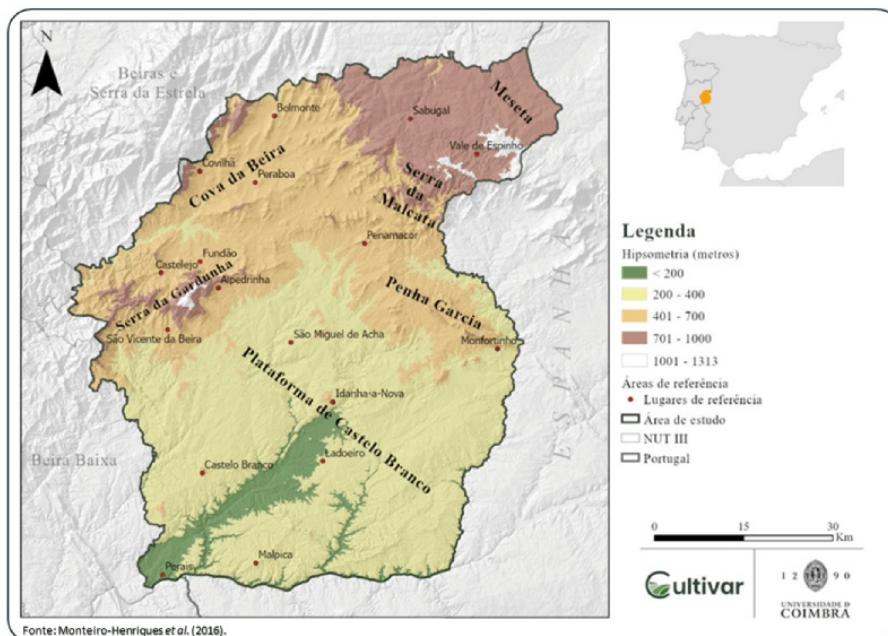 N
Beiras e
Serra da Estrela
Bolmonte
Sabugal
Meseta
Vale de Espinho
Covilhã
Peraboa
Cova da Beira
Serra
da
Malcata
Penamacor
Fundão
Castelejo
Alpedrinha
Serra da Gardunha
São Vicente da Beira
Penha Garcia
Monfortinho
São Miguel de Acha
Plataforma de Castelo Branco
Idanha-a-Nova
Ladoeiro
Castelo Branco
Malpica
Perais
Beira Baixa
ESPANHA
Legenda
Hipsometria (metros)
< 200
200 - 400
401 - 700
701 - 1000
1001 - 1313
Áreas de referência
Lugares de referência
Área de estudo
NUT III
Portugal
0 15 30
Km
Cultivar
12 90
UNIVERSIDADE D
COIMBRA
Fonte: Monteiro-Henriques et al. (2016).